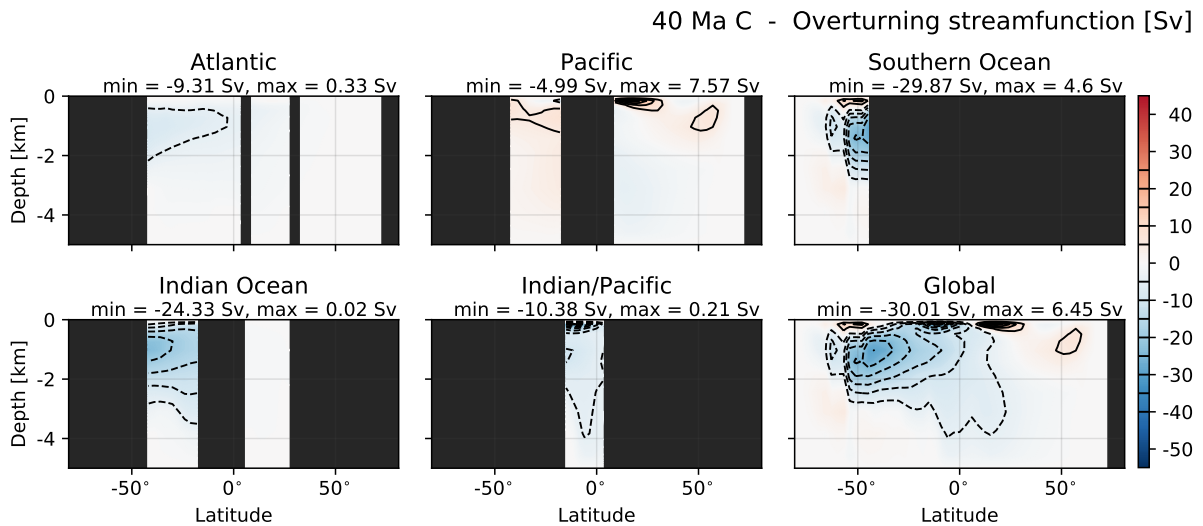 40 Ma C - Overturning streamfunction [Sv]
Atlantic
min = -9.31 Sv, max = 0.33 Sv
Pacific
min = -4.99 Sv, max = 7.57 Sv
Southern Ocean
min = -29.87 Sv, max = 4.6 Sv
0
-2
-4
Depth [km]
Indian Ocean
min = -24.33 Sv, max = 0.02 Sv
Indian/Pacific
min = -10.38 Sv, max = 0.21 Sv
Global
min = -30.01 Sv, max = 6.45 Sv
0
-2
-4
Depth [km]
-50° 0° 50°
Latitude
-50° 0° 50°
Latitude
-50° 0° 50°
Latitude
40
30
20
10
0
-10
-20
-30
-40
-50